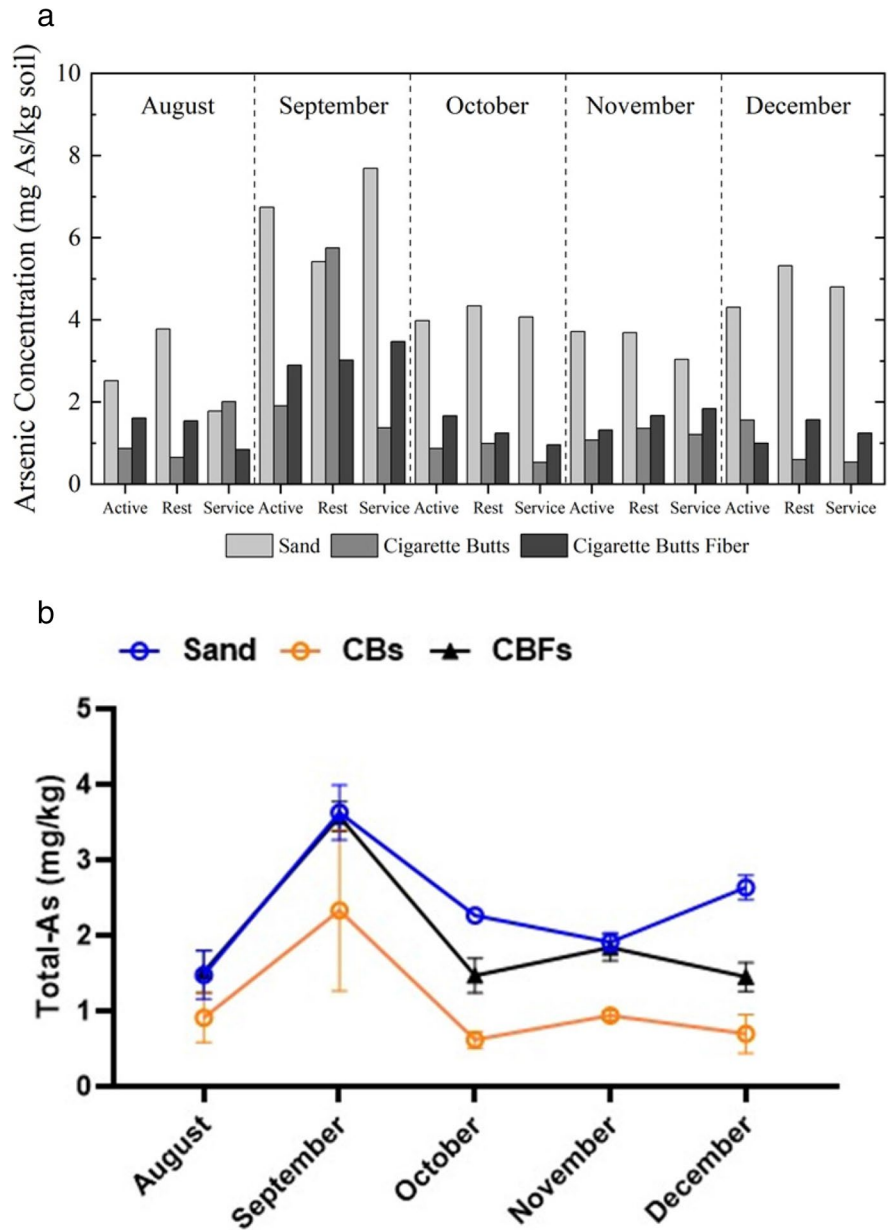 a
Arsenic Concentration (mg As/kg soil)
10
8
6
4
2
0
August September October November December
Active Rest Service Active Rest Service Active Rest Service Active Rest Service Active Rest Service
Sand Cigarette Butts Cigarette Butts Fiber
b
Sand CBs CBFs
Total-As (mg/kg)
5
4
3
2
1
0
August September October November December